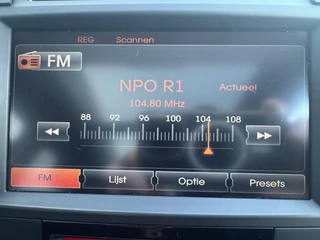 REG Scannen
FM
NPO R1
Actueel
104.80 MHz
88 92 96 100 104 108
FM Lijst Optie Presets